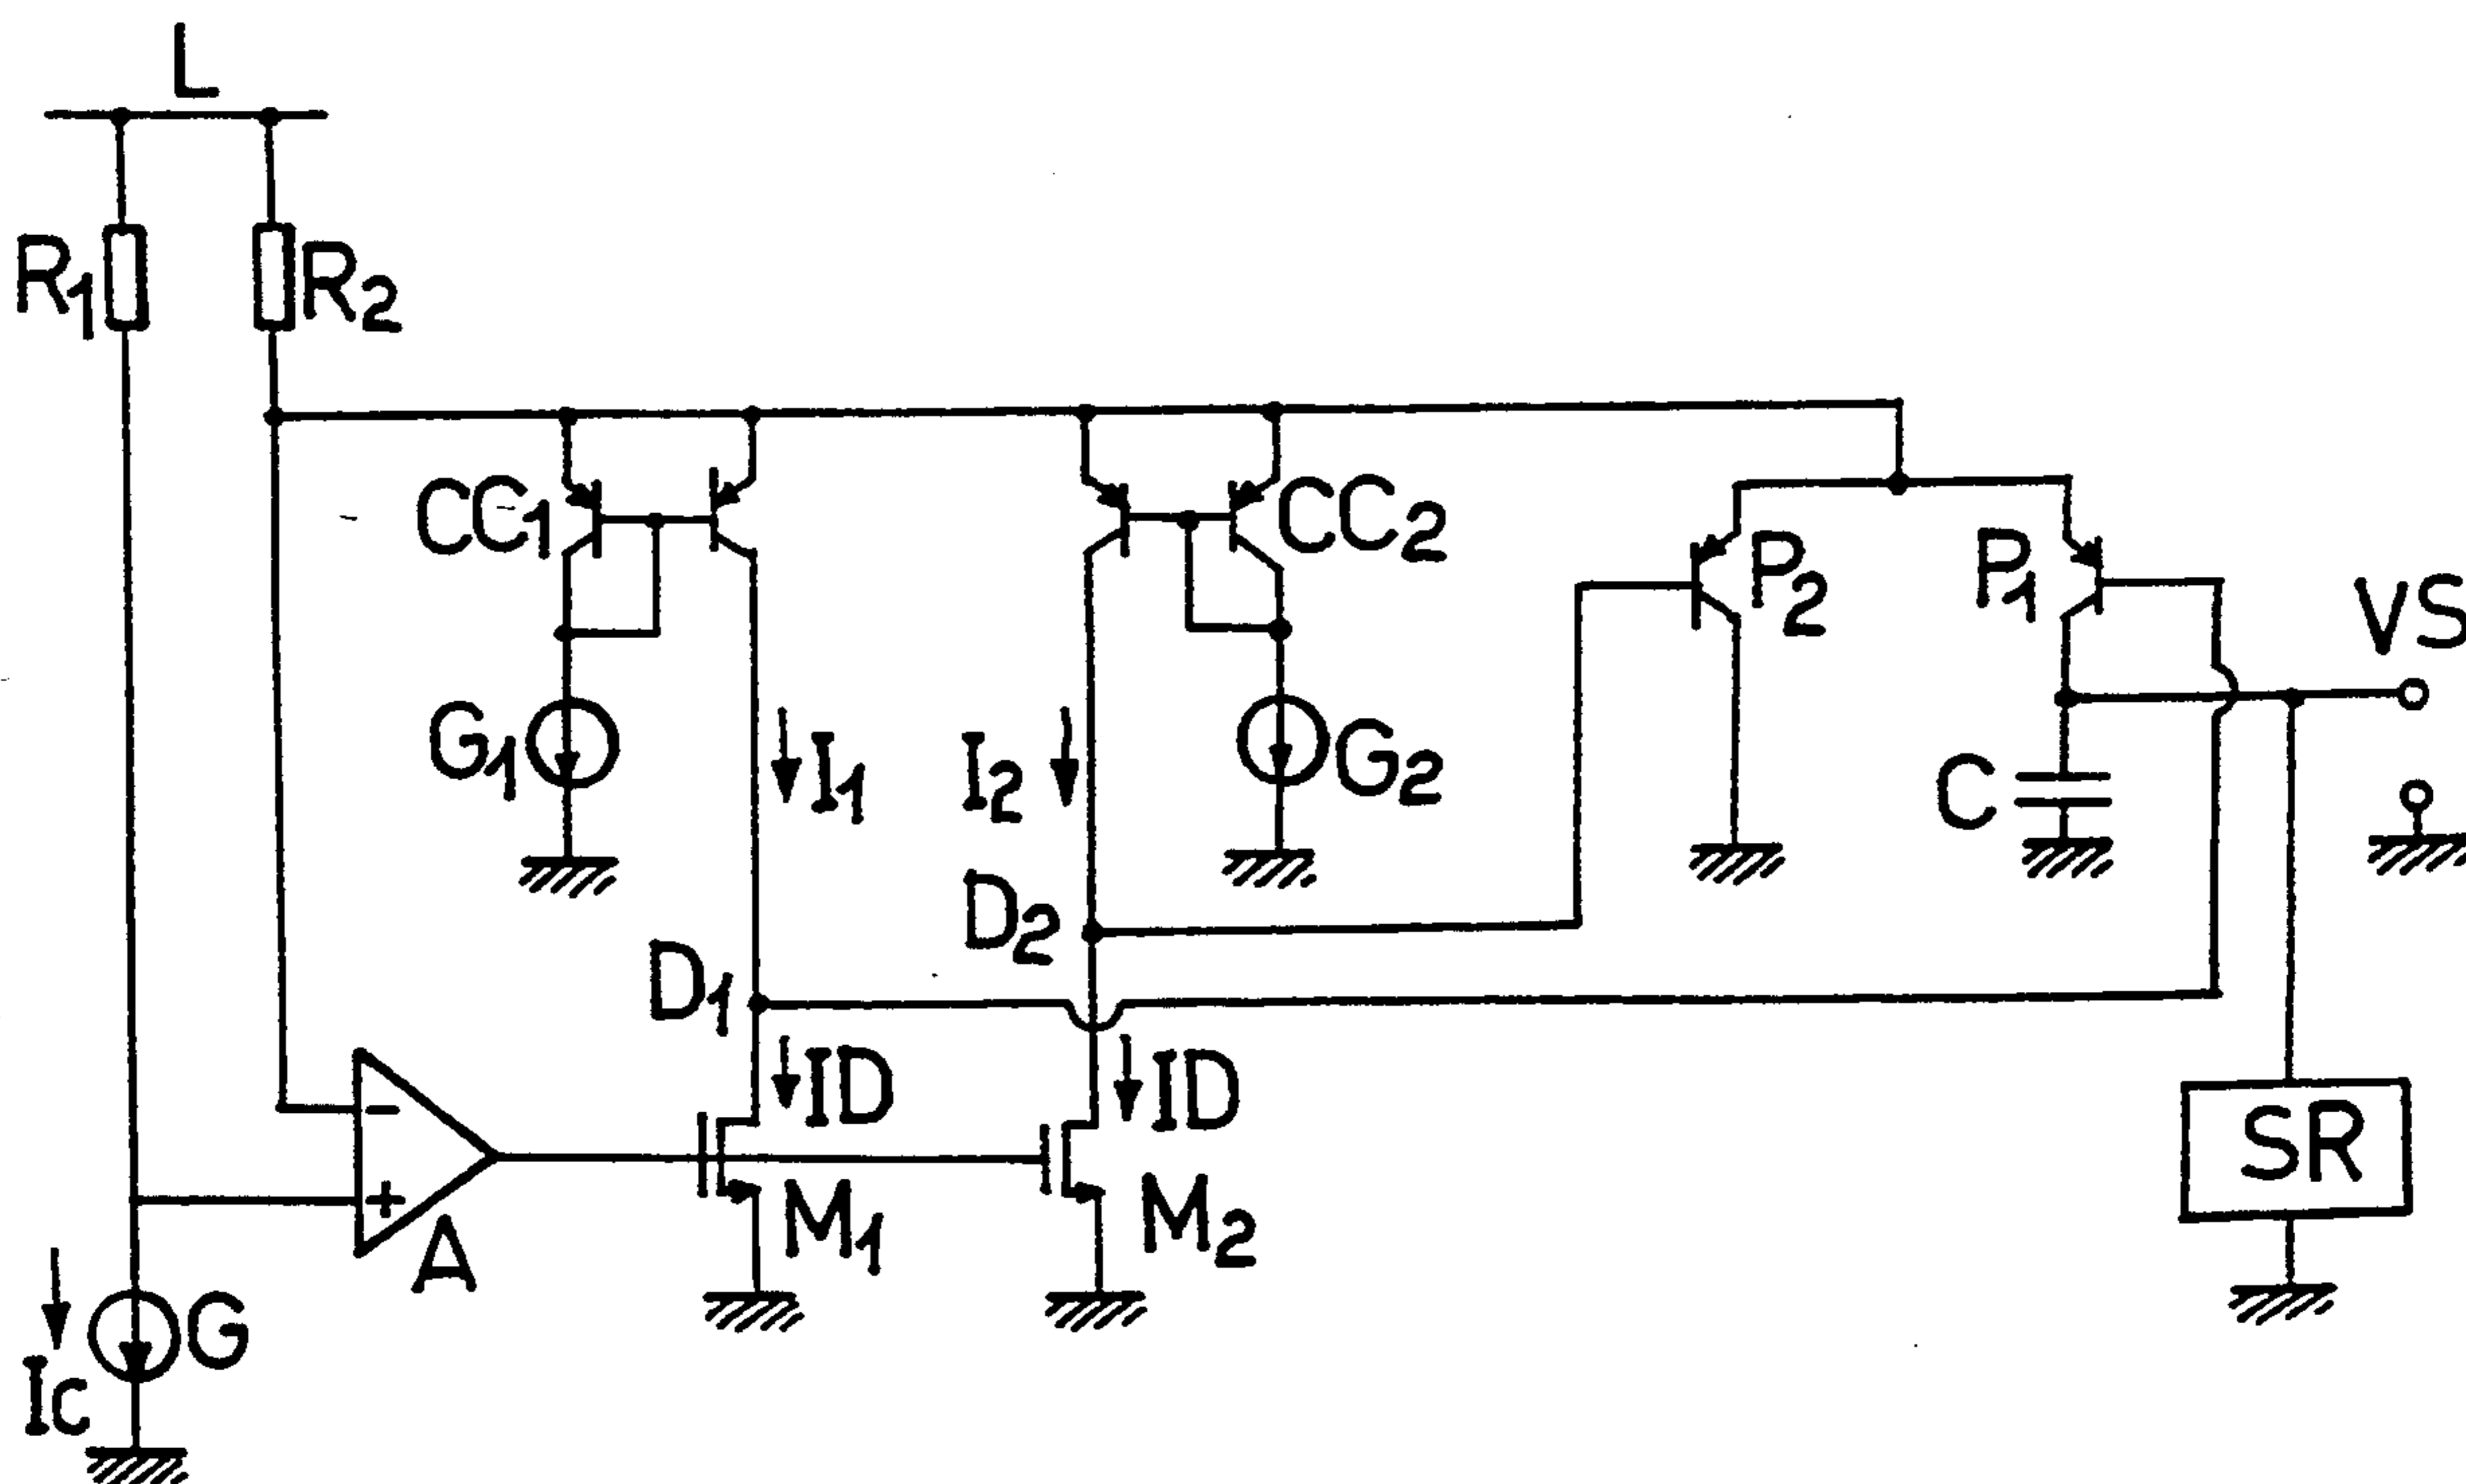 L
R1
R2
CC1
CC2
P2
P1
VS
G1
I1
I2
G2
C
D2
D1
ID
ID
-
+
A
M1
M2
SR
G
Ic